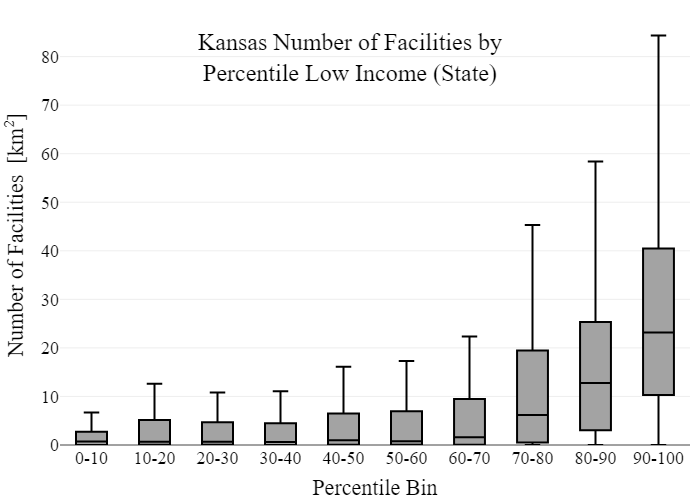 Kansas Number of Facilities by
Percentile Low Income (State)
Number of Facilities [km²]
80
70
60
50
40
30
20
10
0
0-10 10-20 20-30 30-40 40-50 50-60 60-70 70-80 80-90 90-100
Percentile Bin